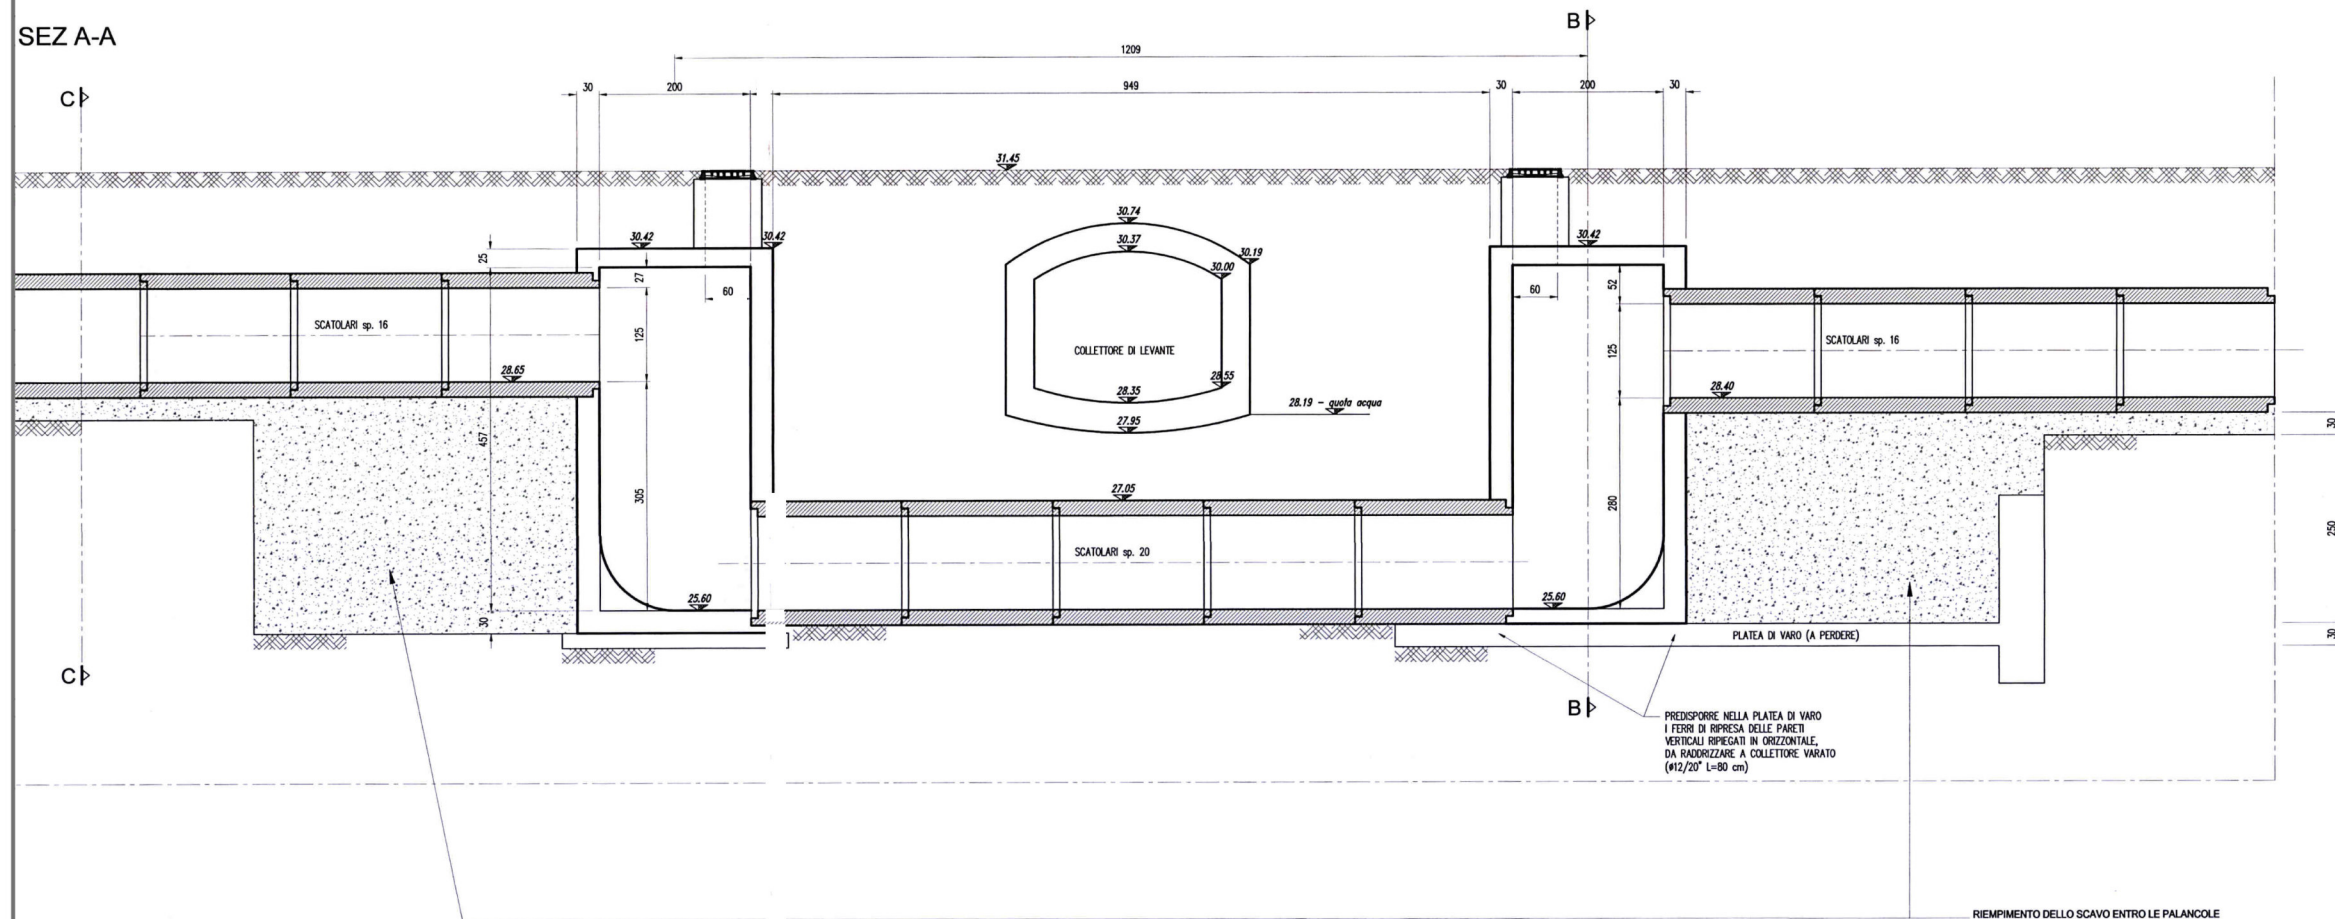 SEZ A-A
B
1209
C
30
200
949
30
200
30
31.45
30.74
30.42
30.42
30.37
30.19
30.42
25
30.00
27
60
60
52
SCATOLARI sp. 16
125
COLLETTORE DI LEVANTE
125
SCATOLARI sp. 16
28.65
28.55
28.35
28.19 - quota acqua
28.40
27.95
30
457
305
27.05
280
250
SCATOLARI sp. 20
25.60
25.60
30
PLATEA DI VARO (A PERDERE)
30
C
B
PREDISPORRE NELLA PLATEA DI VARO
I FERRI DI RIPRESA DELLE PARETI
VERTICALI RIPIEGATI IN ORIZZONTALE,
DA RADDRIZZARE A COLLETTORE VARATO
(ø12/20" L=80 cm)
RIEMPIMENTO DELLO SCAVO ENTRO LE PALANCOLE